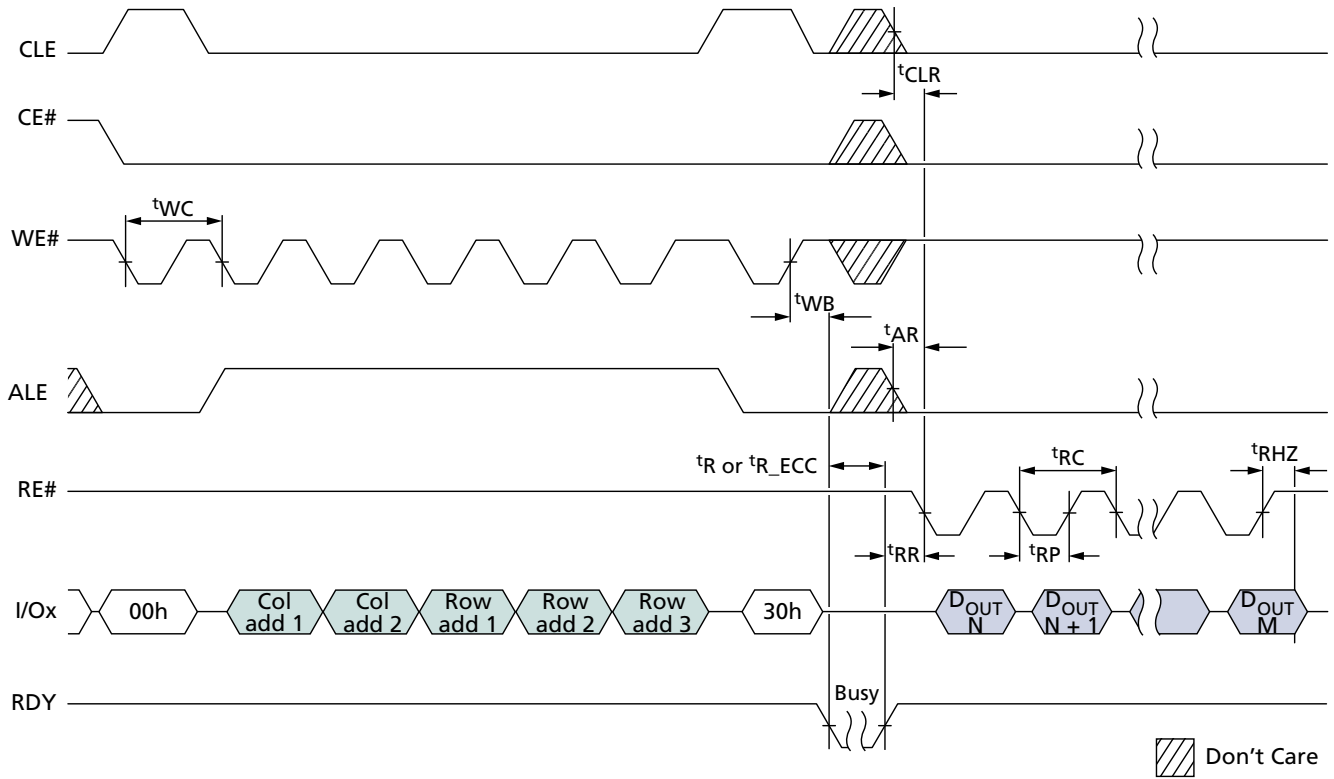 CLE
tCLR
CE#
tWC
WE#
tWB
tAR
ALE
tR or tR_ECC
tRC
tRHZ
RE#
tRR
tRP
I/Ox
00h
Col
add 1
Col
add 2
Row
add 1
Row
add 2
Row
add 3
30h
DOUT
N
DOUT
N + 1
DOUT
M
RDY
Busy
Don't Care